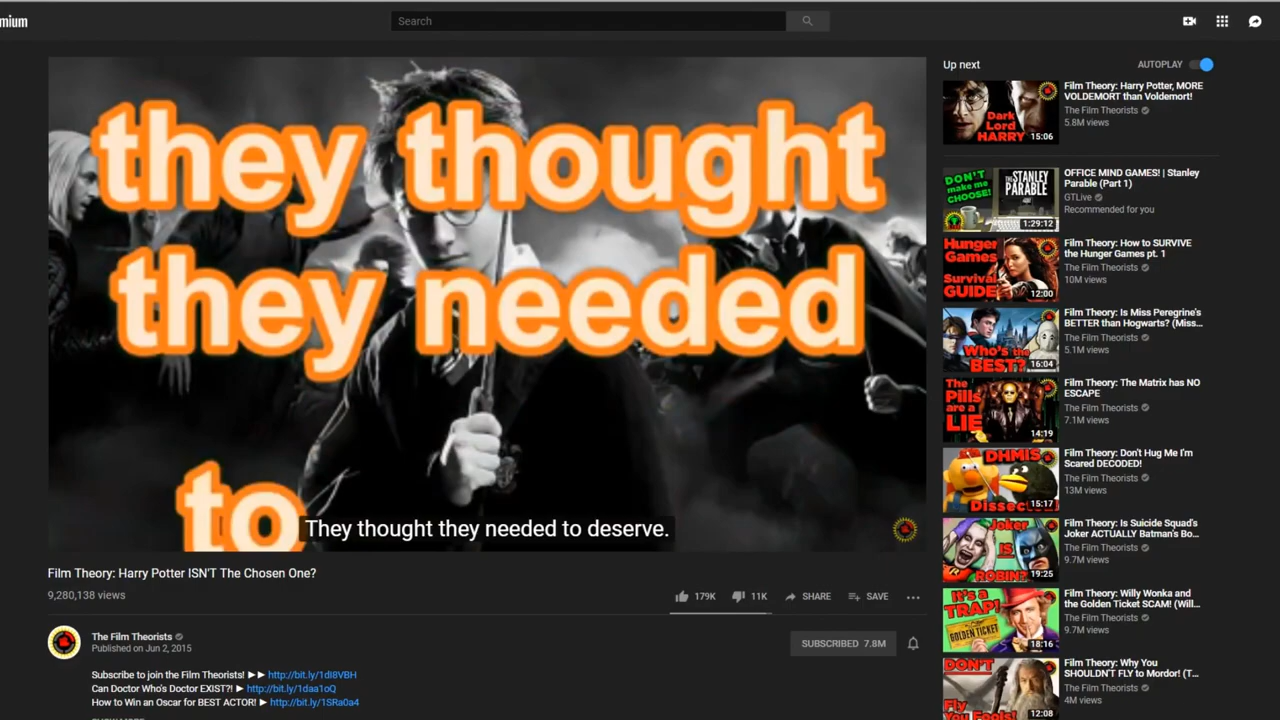 mium
Search
they thought
they needed
to
They thought they needed to deserve.
Film Theory: Harry Potter ISN'T The Chosen One?
9,280,138 views
179K
11K
SHARE
SAVE
The Film Theorists
Published on Jun 2, 2015
SUBSCRIBED 7.8M
Subscribe to join the Film Theorists! ►► http://bit.ly/1dI8VBH
Can Doctor Who's Doctor EXIST?! ► http://bit.ly/1daa1oQ
How to Win an Oscar for BEST ACTOR! ► http://bit.ly/1SRa0a4
SHOW MORE
Up next
AUTOPLAY
Dark
Lord
HARRY
15:06
Film Theory: Harry Potter, MORE
VOLDEMORT than Voldemort!
The Film Theorists
5.8M views
DON'T
make me
CHOOSE!
THE STANLEY
PARABLE
1:29:12
OFFICE MIND GAMES! | Stanley
Parable (Part 1)
GTLive
Recommended for you
Hunger
Games
Survival
GUIDE
12:00
Film Theory: How to SURVIVE
the Hunger Games pt. 1
The Film Theorists
10M views
Who's the
BEST?
16:04
Film Theory: Is Miss Peregrine's
BETTER than Hogwarts? (Miss...
The Film Theorists
5.1M views
The
Pills
are a
LIE
14:19
Film Theory: The Matrix has NO
ESCAPE
The Film Theorists
7.1M views
DHMIS
Dissected
15:17
Film Theory: Don't Hug Me I'm
Scared DECODED!
The Film Theorists
13M views
Joker
IS
ROBIN?
19:25
Film Theory: Is Suicide Squad's
Joker ACTUALLY Batman's Bo...
The Film Theorists
9.7M views
It's a
TRAP!
GOLDEN
TICKET
18:16
Film Theory: Willy Wonka and
the Golden Ticket SCAM! (Will...
The Film Theorists
9.7M views
DON'T
Fly
You Fools!
12:08
Film Theory: Why You
SHOULDN'T FLY to Mordor! (T...
The Film Theorists
4M views